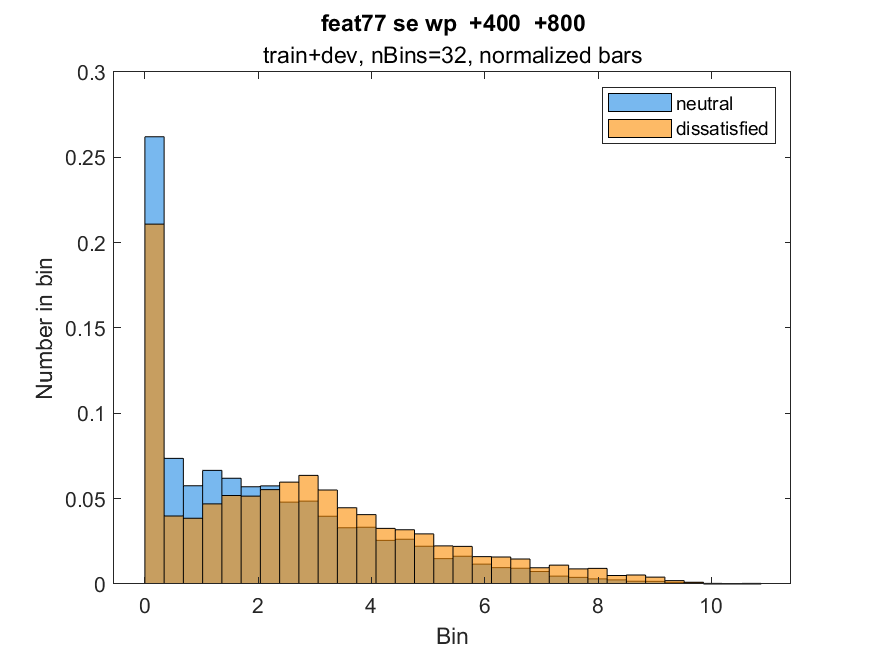 feat77 se wp  +400  +800
train+dev, nBins=32, normalized bars
neutral
dissatisfied
Number in bin
0.3
0.25
0.2
0.15
0.1
0.05
0
0
2
4
6
8
10
Bin